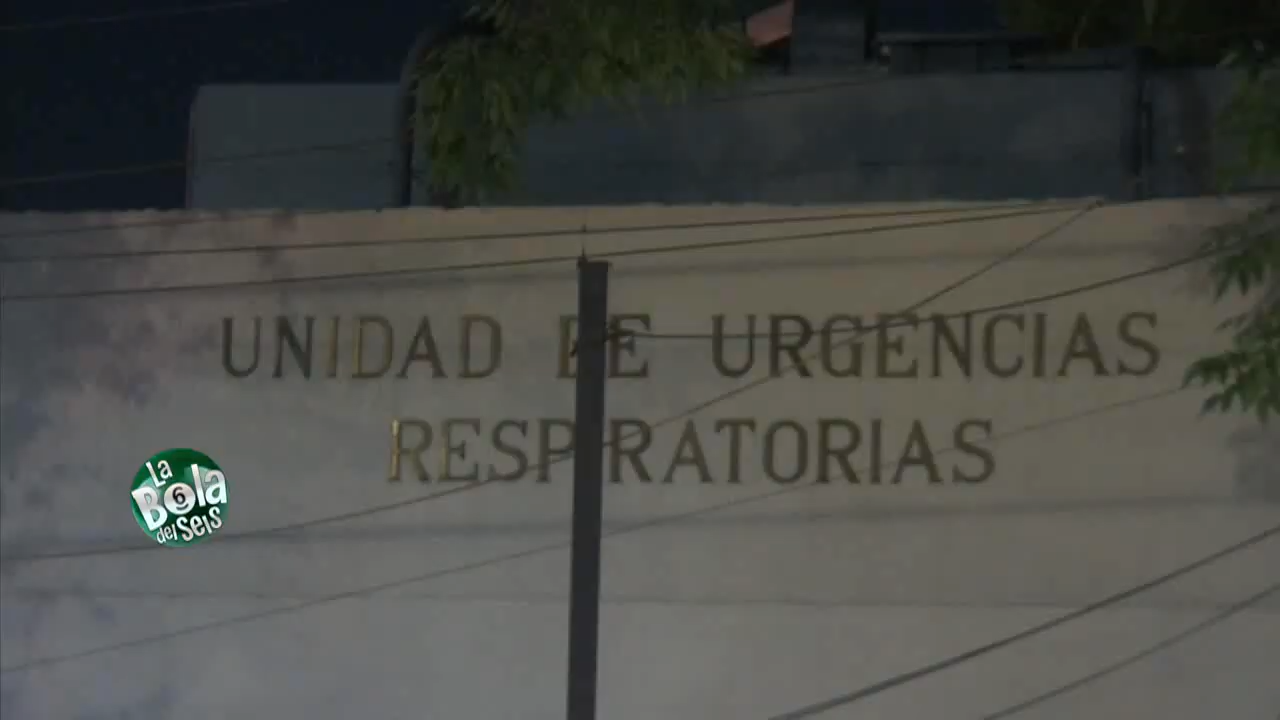 UNIDAD DE URGENCIAS
RESPIRATORIAS
La
Bola
6
del Seis